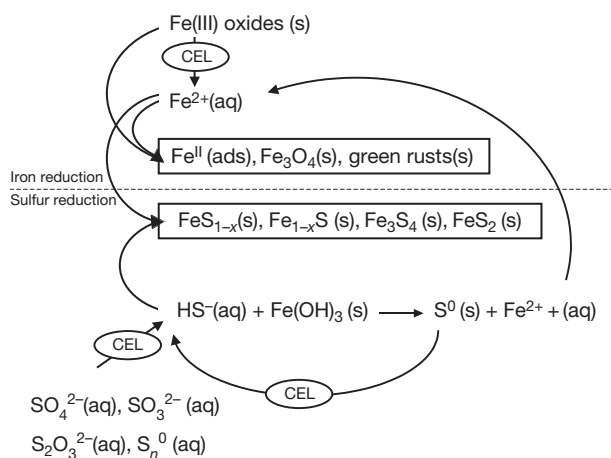 Fe(III) oxides (s)
CEL
Fe²⁺(aq)
Feᴵᴵ (ads), Fe₃O₄(s), green rusts(s)
Iron reduction
Sulfur reduction
FeS₁₋ₓ(s), Fe₁₋ₓS (s), Fe₃S₄ (s), FeS₂ (s)
HS⁻(aq) + Fe(OH)₃ (s) → S⁰ (s) + Fe²⁺ + (aq)
CEL
CEL
SO₄²⁻(aq), SO₃²⁻ (aq)
S₂O₃²⁻(aq), Sₙ⁰ (aq)